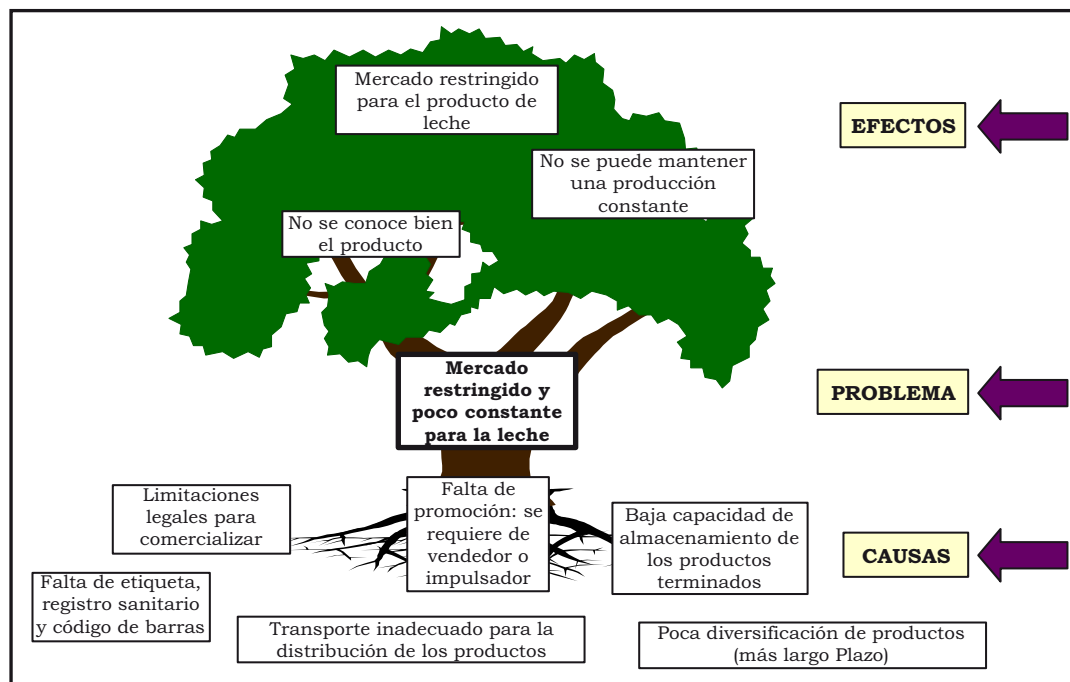 Mercado restringido
para el producto de
leche
EFECTOS
No se puede mantener
una producción
constante
No se conoce bien
el producto
Mercado
restringido y
poco constante
para la leche
PROBLEMA
Limitaciones
legales para
comercializar
Falta de
promoción: se
requiere de
vendedor o
impulsador
Baja capacidad de
almacenamiento de
los productos
terminados
CAUSAS
Falta de etiqueta,
registro sanitario
y código de barras
Transporte inadecuado para la
distribución de los productos
Poca diversificación de productos
(más largo Plazo)